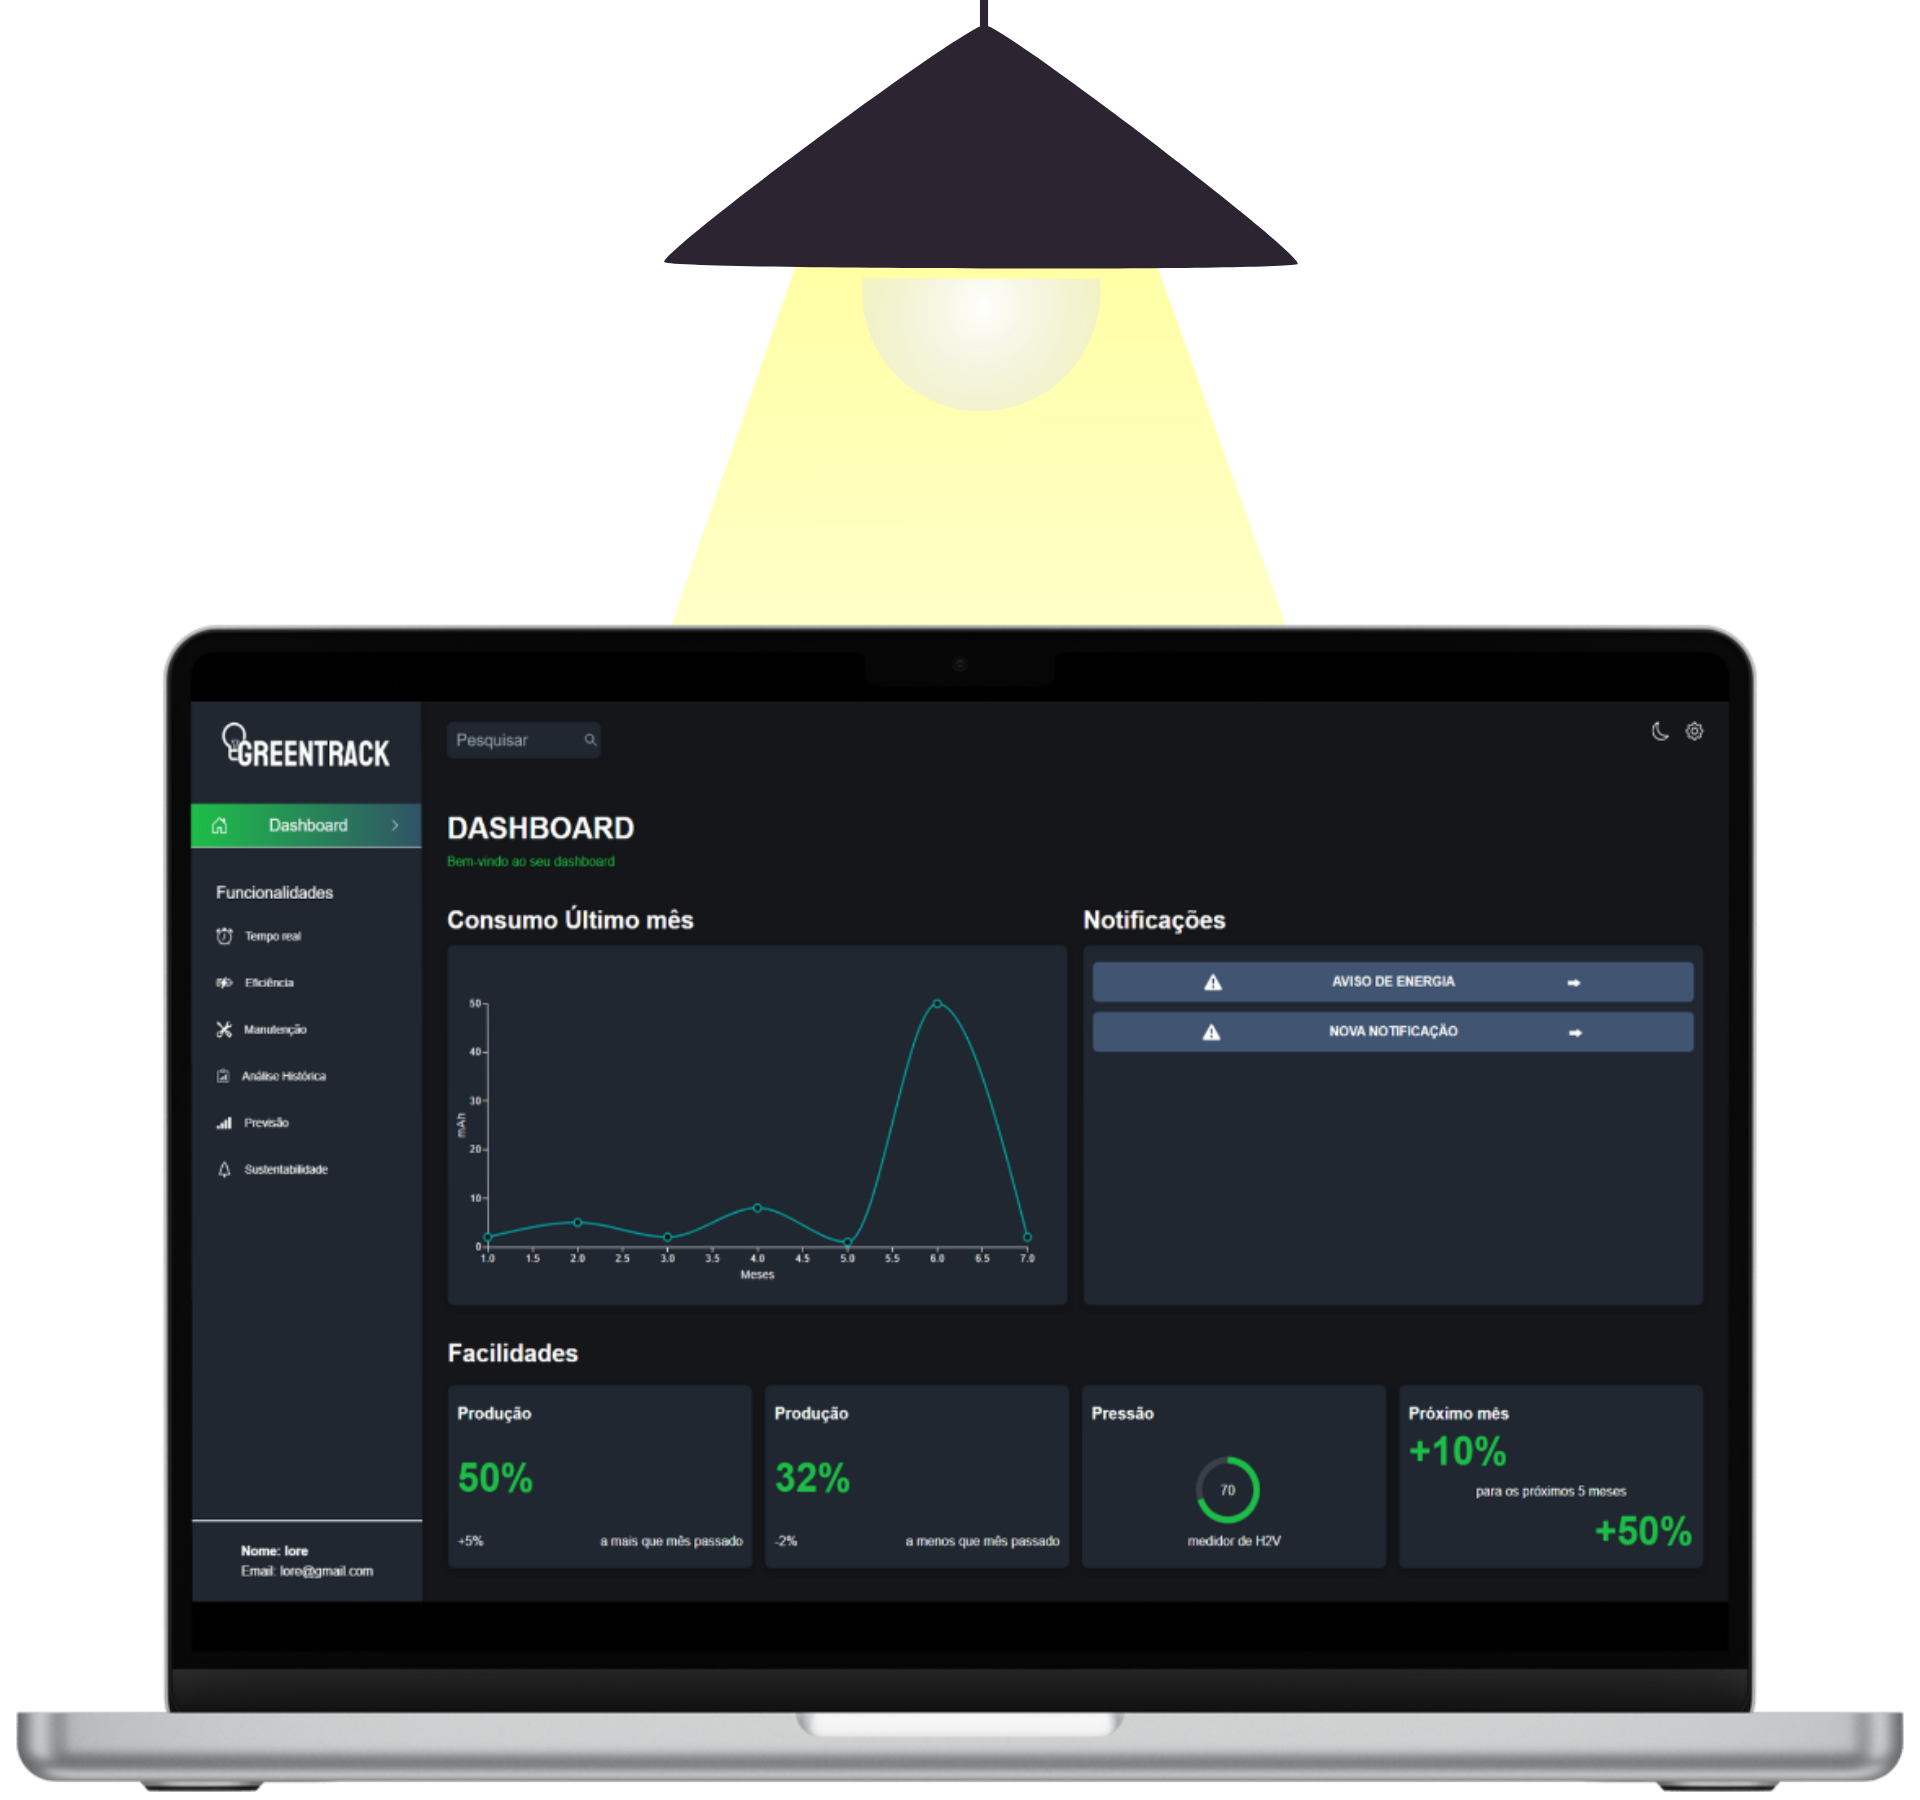 GREENTRACK
Dashboard
Funcionalidades
Tempo real
Eficiência
Manutenção
Análise Histórica
Previsão
Sustentabilidade
Nome: lore
Email: lore@gmail.com
Pesquisar
DASHBOARD
Bem-vindo ao seu dashboard
Consumo Último mês
50
40
30
20
10
0
mAh
1.0 1.5 2.0 2.5 3.0 3.5 4.0 4.5 5.0 5.5 6.0 6.5 7.0
Meses
Notificações
AVISO DE ENERGIA
NOVA NOTIFICAÇÃO
Facilidades
Produção
50%
+5% a mais que mês passado
Produção
32%
-2% a menos que mês passado
Pressão
70
medidor de H2V
Próximo mês
+10%
para os próximos 5 meses
+50%